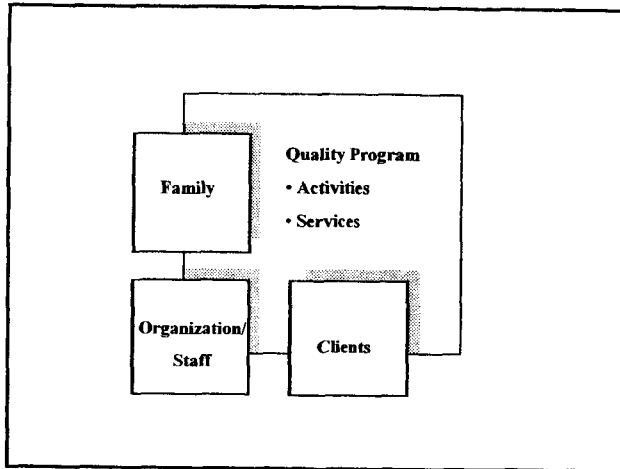 Quality Program
Family
• Activities
• Services
Organization/
Staff
Clients